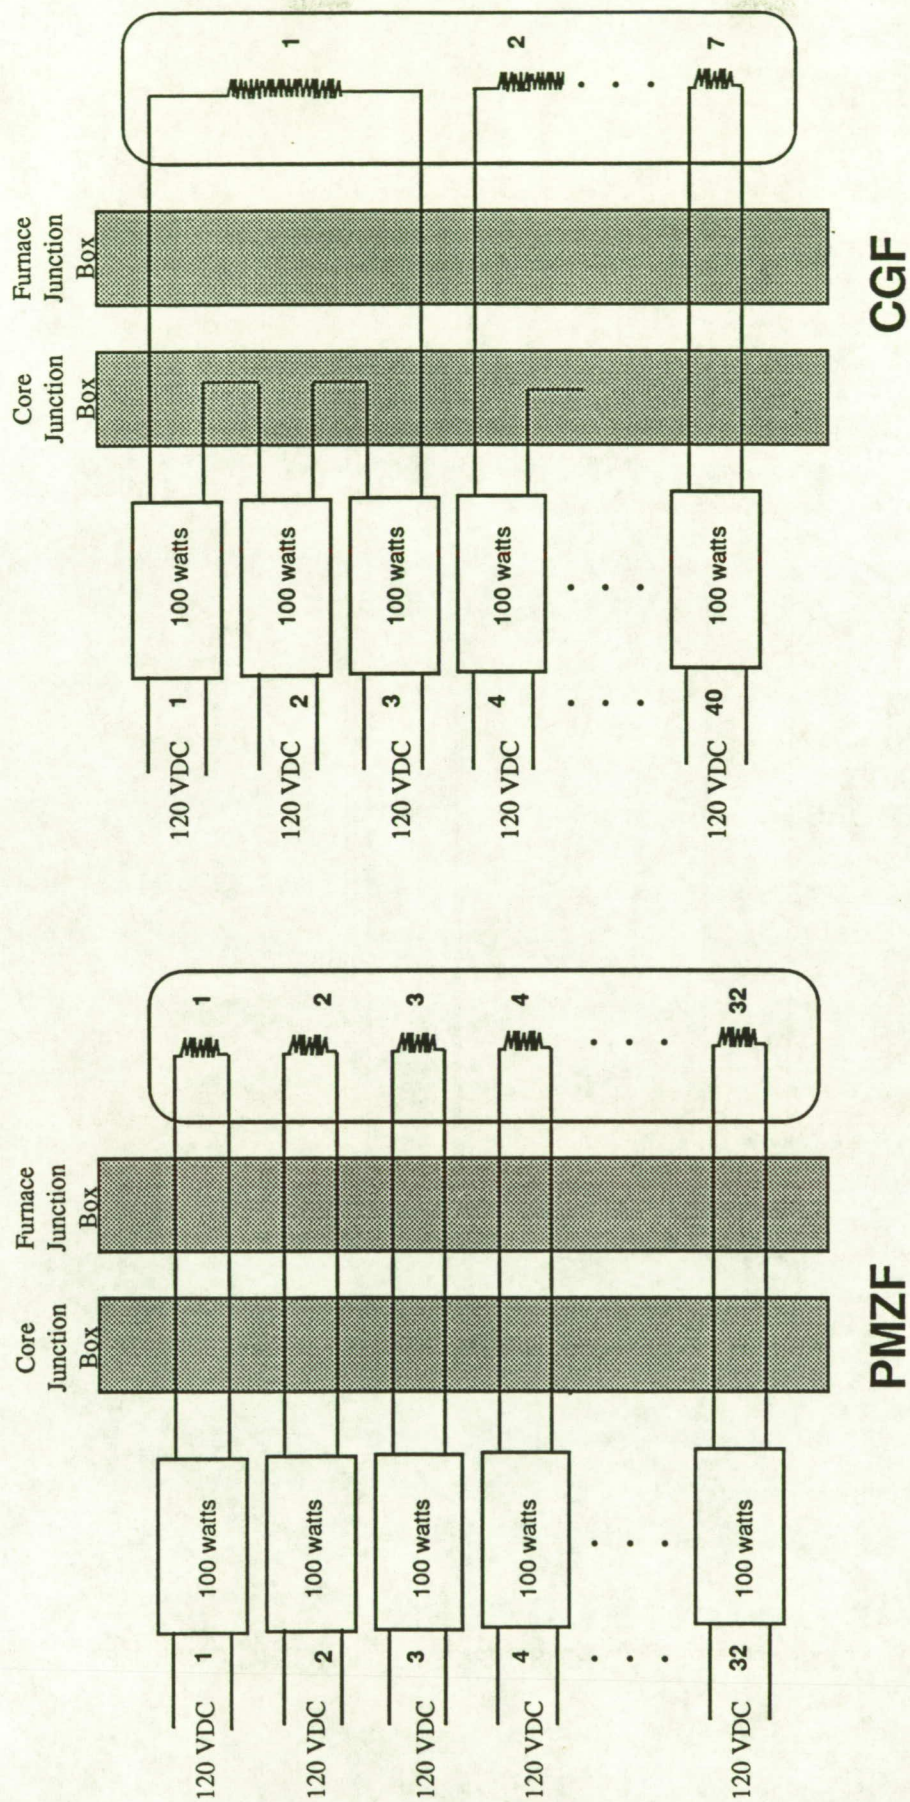 Core
Junction
Box
Furnace
Junction
Box
120 VDC 1 100 watts 1
120 VDC 2 100 watts 2
120 VDC 3 100 watts 3
120 VDC 4 100 watts 4
120 VDC 32 100 watts 32
PMZF
Core
Junction
Box
Furnace
Junction
Box
120 VDC 1 100 watts
1
120 VDC 2 100 watts
120 VDC 3 100 watts
120 VDC 4 100 watts 2
120 VDC 40 100 watts 7
CGF